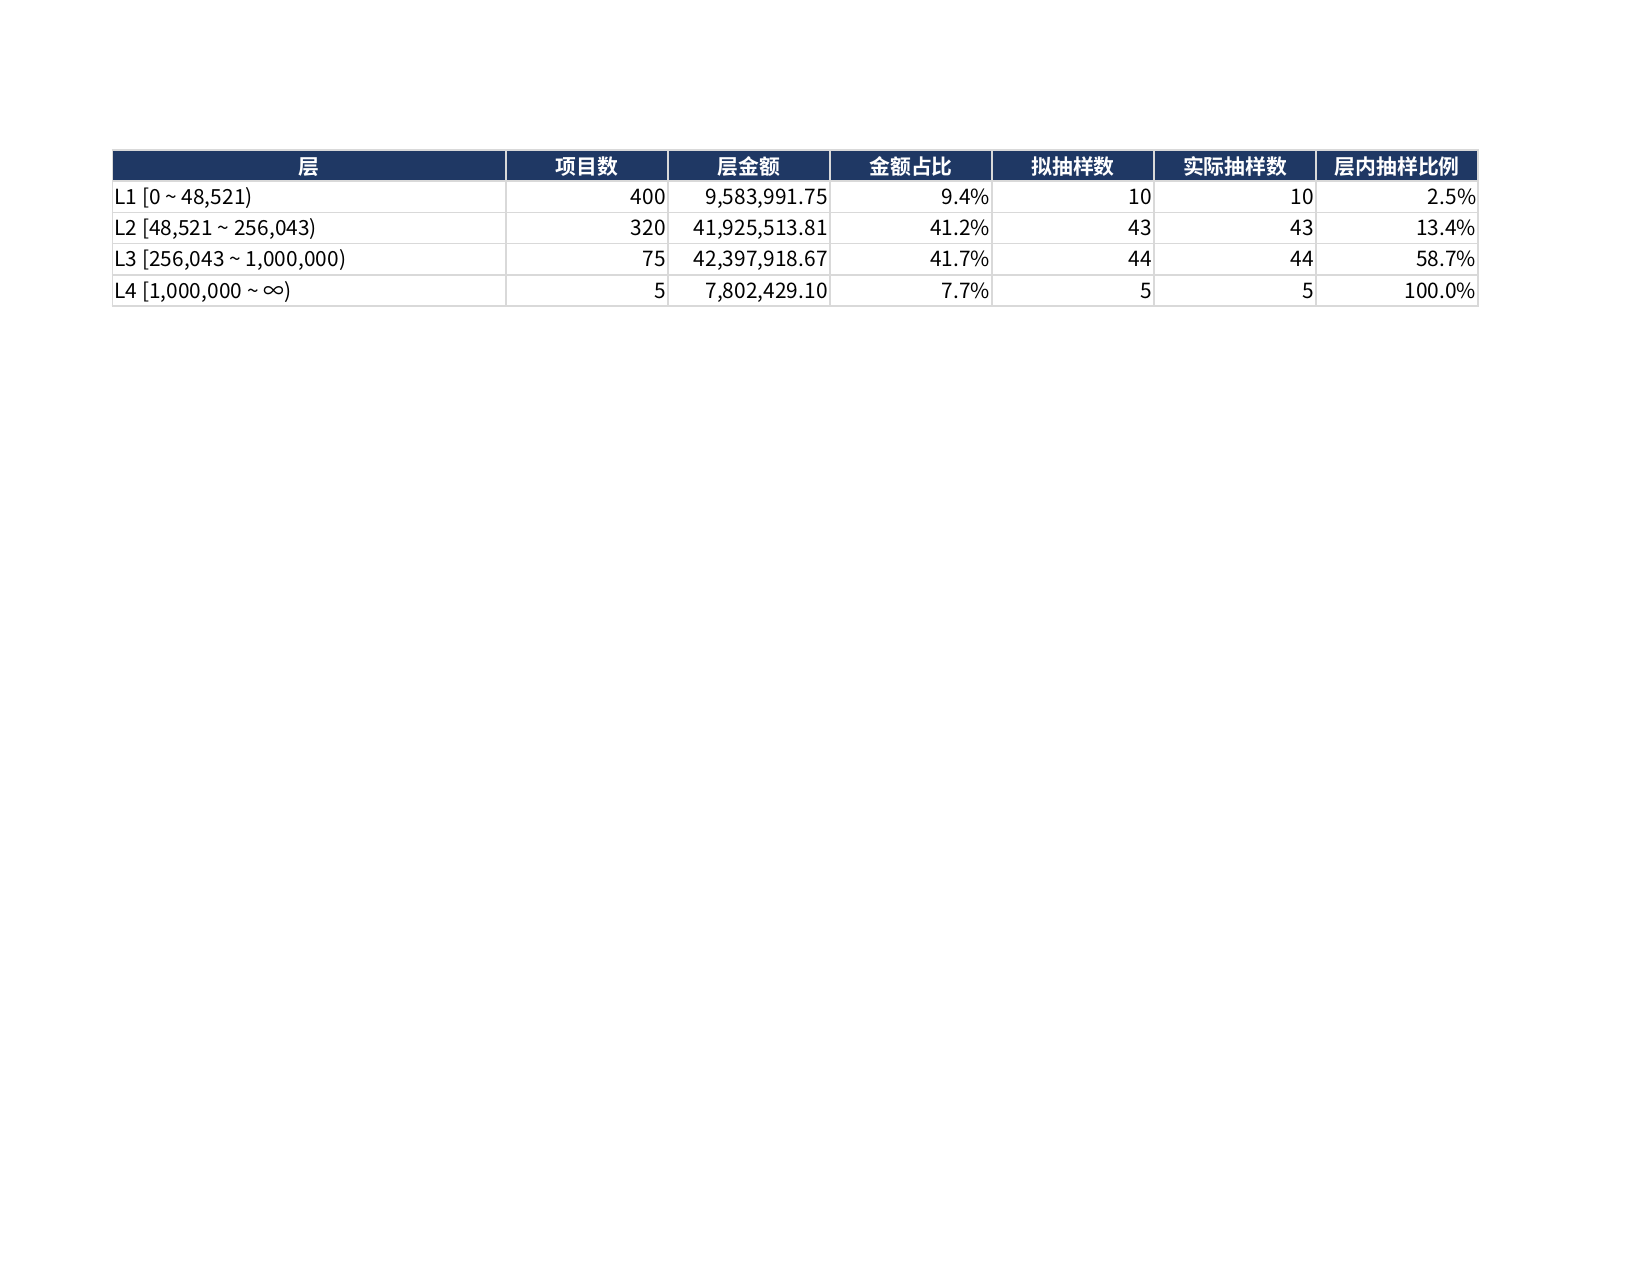 层 项目数 层金额 金额占比 拟抽样数 实际抽样数 层内抽样比例
L1 [0 ~ 48,521) 400 9,583,991.75 9.4% 10 10 2.5%
L2 [48,521 ~ 256,043) 320 41,925,513.81 41.2% 43 43 13.4%
L3 [256,043 ~ 1,000,000) 75 42,397,918.67 41.7% 44 44 58.7%
L4 [1,000,000 ~ ∞) 5 7,802,429.10 7.7% 5 5 100.0%